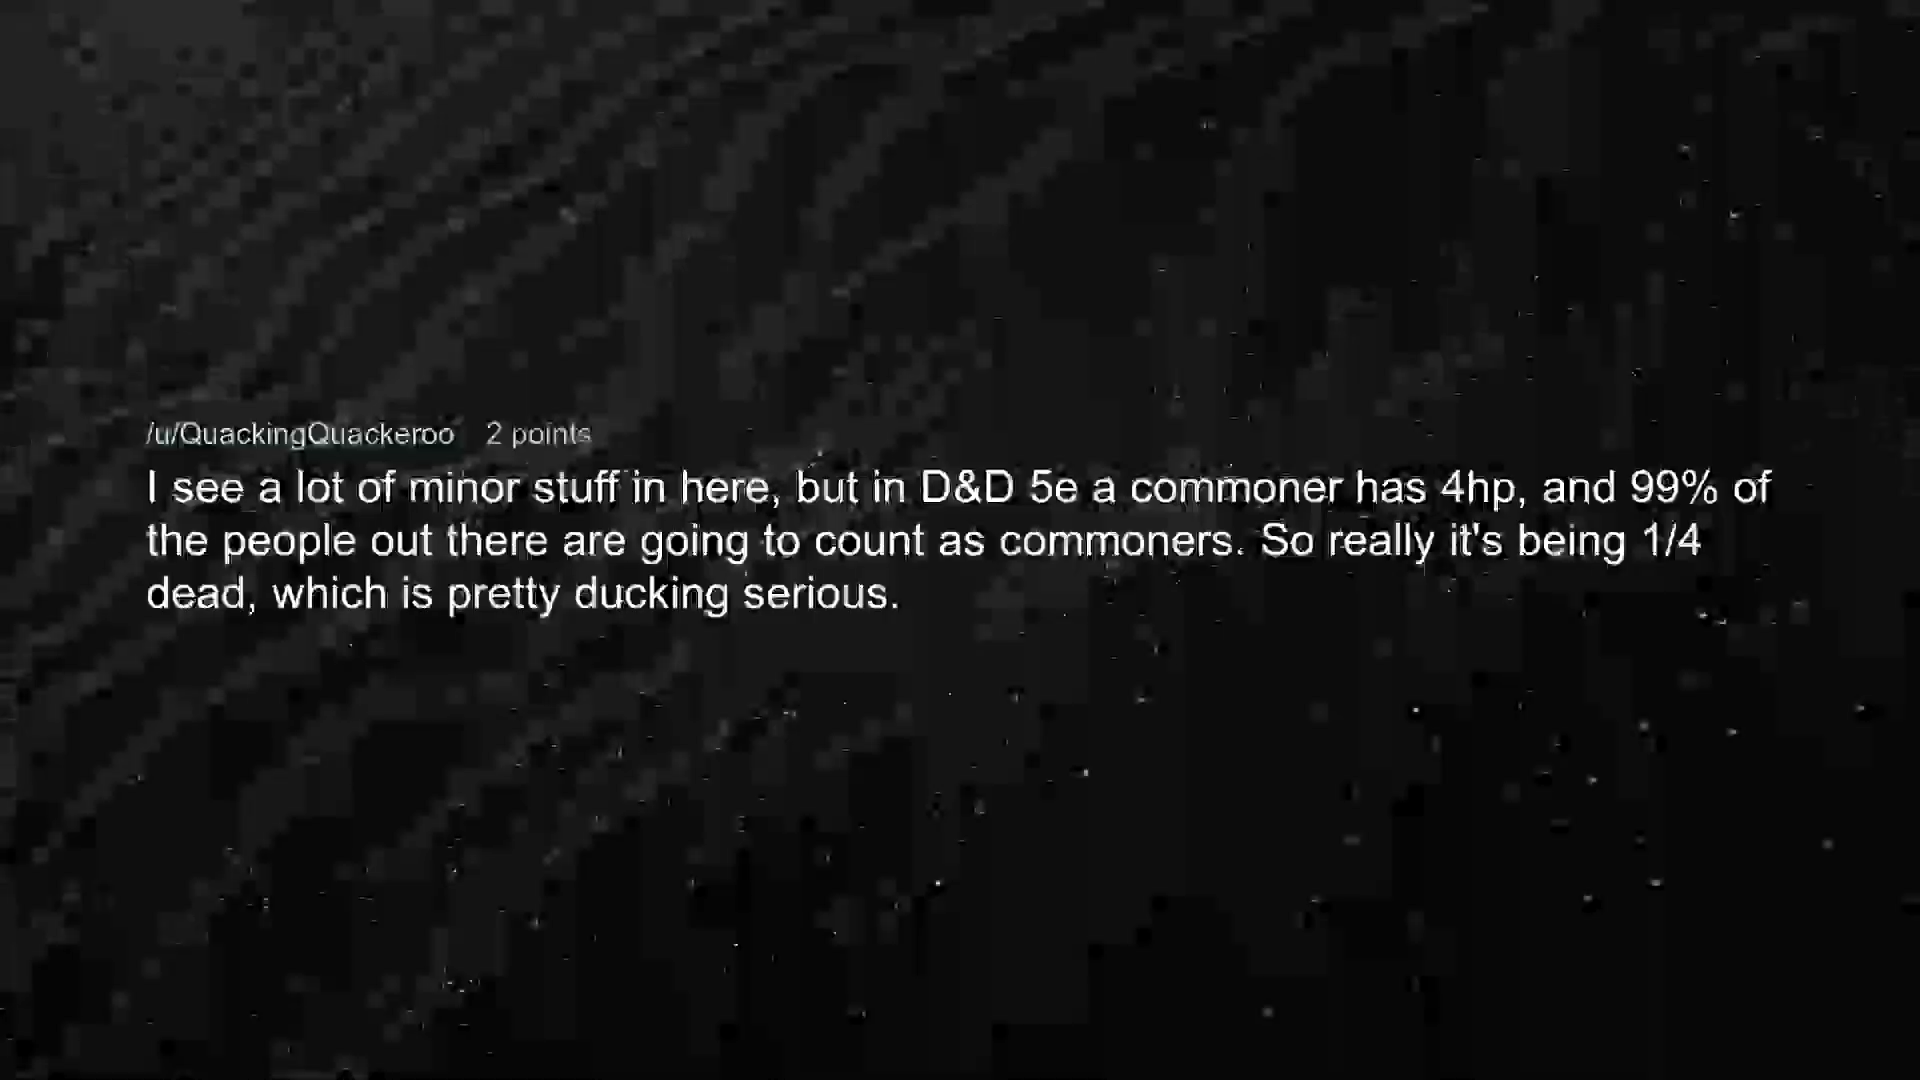 /u/QuackingQuackeroo 2 points
I see a lot of minor stuff in here, but in D&D 5e a commoner has 4hp, and 99% of
the people out there are going to count as commoners. So really it's being 1/4
dead, which is pretty ducking serious.